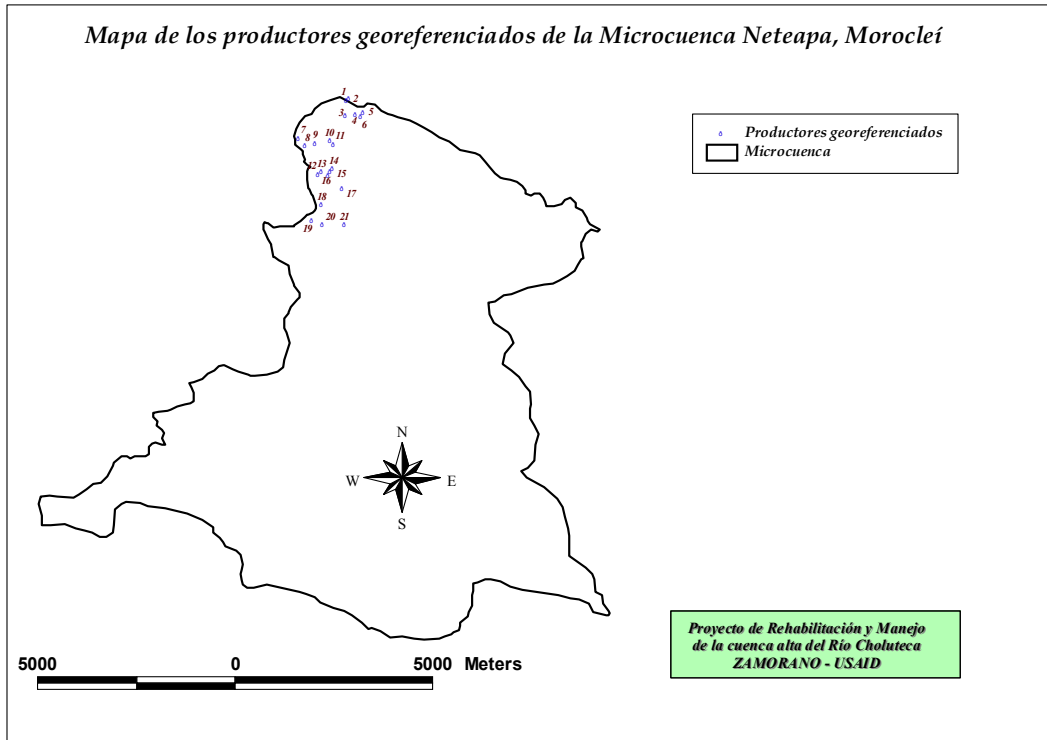 Mapa de los productores georeferenciados de la Microcuenca Neteapa, Morocleí
1
2
3
4
5
6
7
8
9
10
11
12
13
14
15
16
17
18
19
20
21
Productores georeferenciados
Microcuenca
N
W
E
S
5000 0 5000 Meters
Proyecto de Rehabilitación y Manejo
de la cuenca alta del Río Choluteca
ZAMORANO - USAID